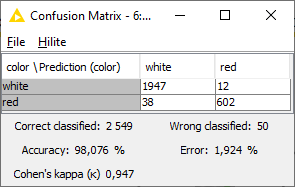 Confusion Matrix - 6:...
File Hilite
color \ Prediction (color) white red
white 1947 12
red 38 602
Correct classified: 2 549 Wrong classified: 50
Accuracy: 98,076 % Error: 1,924 %
Cohen's kappa (κ) 0,947